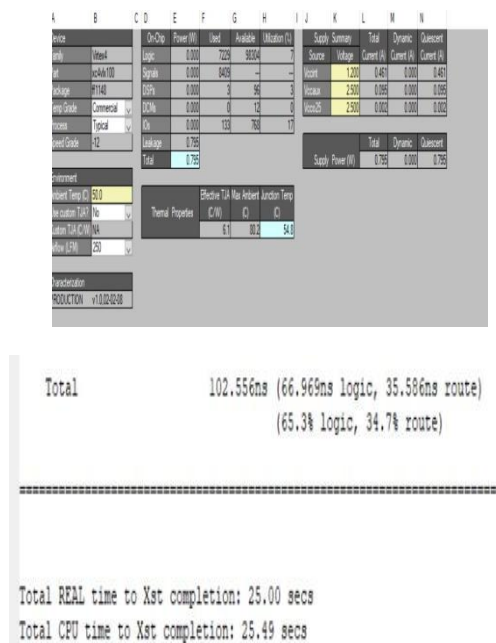 A B C D E F G H I J K L M N
Device On-Chip Power (W) Used Available Utilization (%) Supply Summary Total Dynamic Quiescent
Family Virtex4 Logic 0.000 7229 98304 7 Source Voltage Current (A) Current (A) Current (A)
Part xc4vlx100 Signals 0.000 8409 --- --- Vccint 1.200 0.461 0.000 0.461
Package ff1148 DSPs 0.000 3 96 3 Vccaux 2.500 0.095 0.000 0.095
Temp Grade Commercial DCMs 0.000 0 12 0 Vcco25 2.500 0.002 0.000 0.002
Process Typical IOs 0.000 133 768 17
Speed Grade -12 Leakage 0.795 Total Dynamic Quiescent
Total 0.795 Supply Power (W) 0.795 0.000 0.795
Environment
Ambient Temp (C) 50.0 Effective TJA Max Ambient Junction Temp
Use custom TJA? No Thermal Properties (C/W) (C) (C)
Custom TJA (C/W) NA 6.1 80.2 54.8
Airflow (LFM) 250
Characterization
PRODUCTION v1.0,02-02-08
Total 102.556ns (66.969ns logic, 35.586ns route)
(65.3% logic, 34.7% route)
==========================================================================
Total REAL time to Xst completion: 25.00 secs
Total CPU time to Xst completion: 25.49 secs